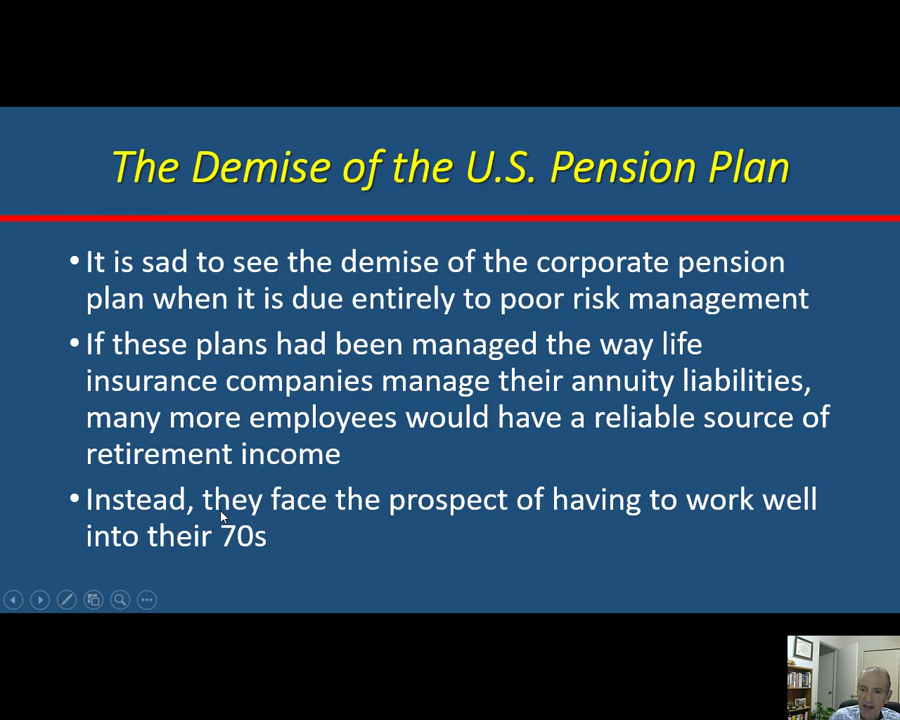 The Demise of the U.S. Pension Plan
• It is sad to see the demise of the corporate pension
plan when it is due entirely to poor risk management
• If these plans had been managed the way life
insurance companies manage their annuity liabilities,
many more employees would have a reliable source of
retirement income
• Instead, they face the prospect of having to work well
into their 70s